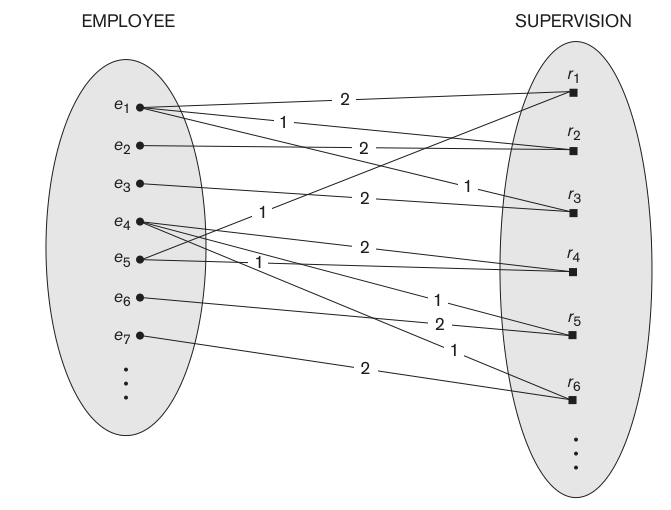 EMPLOYEE
SUPERVISION
e1
e2
e3
e4
e5
e6
e7
2
1
2
1
2
1
2
1
1
2
1
2
r1
r2
r3
r4
r5
r6